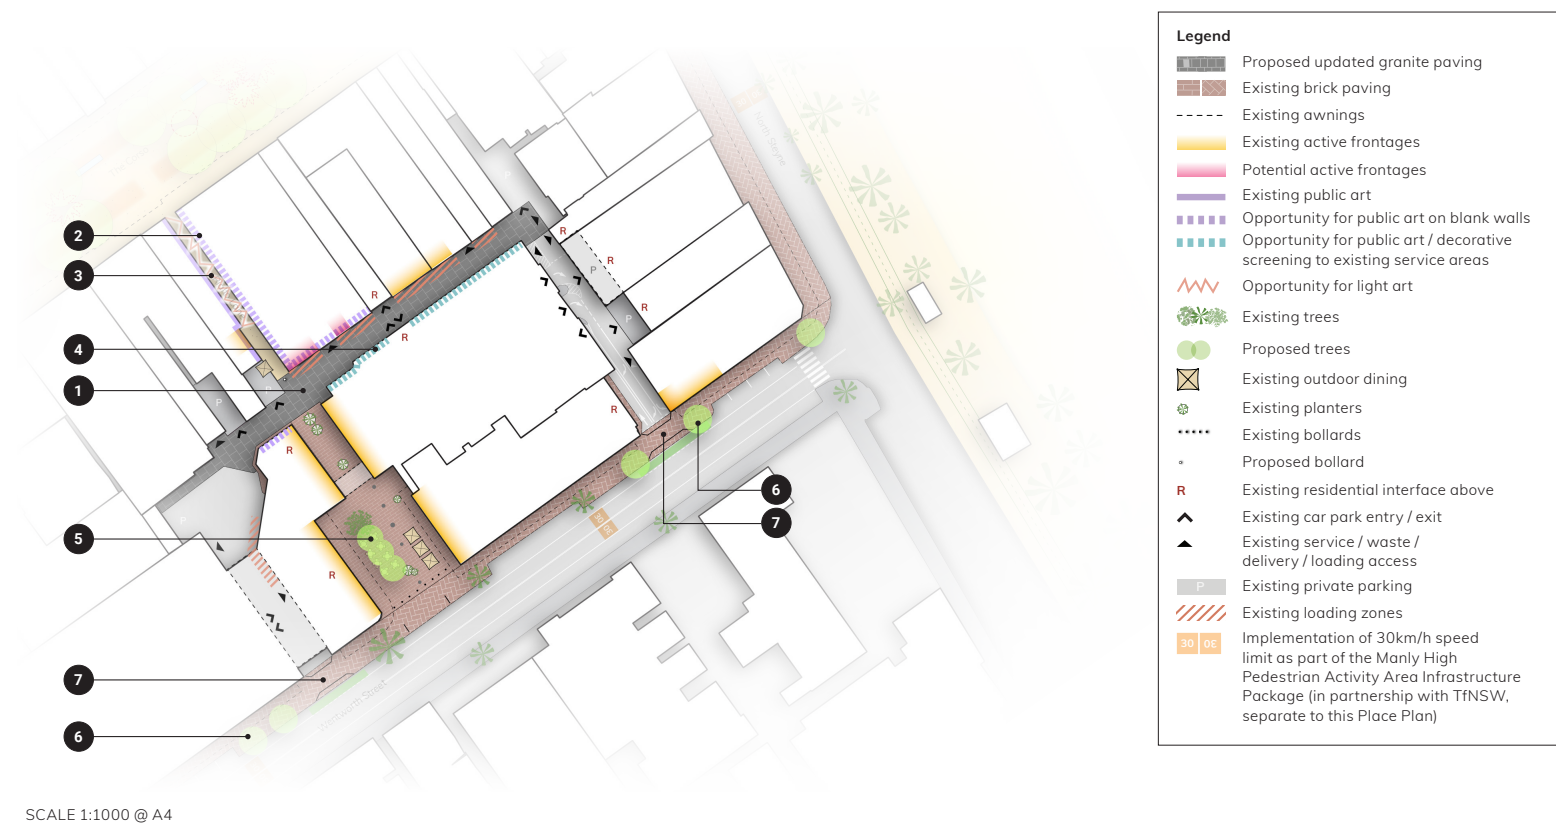 North Steyne
2
3
4
1
5
7
6
6
7
R
R
R
R
R
R
R
R
P
P
P
P
P
P
30 30
Wentworth Street
SCALE 1:1000 @ A4
Legend
Proposed updated granite paving
Existing brick paving
Existing awnings
Existing active frontages
Potential active frontages
Existing public art
Opportunity for public art on blank walls
Opportunity for public art / decorative
screening to existing service areas
Opportunity for light art
Existing trees
Proposed trees
Existing outdoor dining
Existing planters
Existing bollards
Proposed bollard
R Existing residential interface above
Existing car park entry / exit
Existing service / waste /
delivery / loading access
P Existing private parking
Existing loading zones
30 30 Implementation of 30km/h speed
limit as part of the Manly High
Pedestrian Activity Area Infrastructure
Package (in partnership with TfNSW,
separate to this Place Plan)